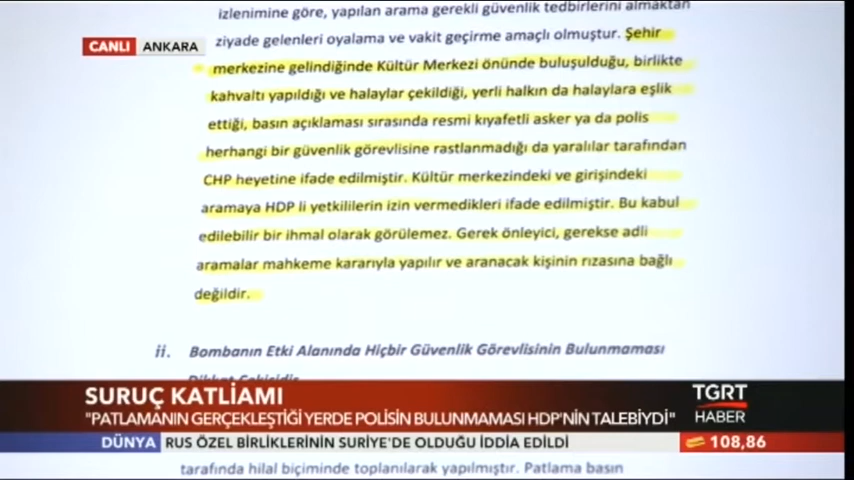 izlenimine göre, yapılan arama gerekli güvenlik tedbirlerini almaktan
CANLI ANKARA
ziyade gelenleri oyalama ve vakit geçirme amaçlı olmuştur. Şehir
merkezine gelindiğinde Kültür Merkezi önünde buluşulduğu, birlikte
kahvaltı yapıldığı ve halaylar çekildiği, yerli halkın da halaylara eşlik
ettiği, basın açıklaması sırasında resmi kıyafetli asker ya da polis
herhangi bir güvenlik görevlisine rastlanmadığı da yaralılar tarafından
CHP heyetine ifade edilmiştir. Kültür merkezindeki ve girişindeki
aramaya HDP li yetkililerin izin vermedikleri ifade edilmiştir. Bu kabul
edilebilir bir ihmal olarak görülemez. Gerek önleyici, gerekse adli
aramalar mahkeme kararıyla yapılır ve aranacak kişinin rızasına bağlı
değildir.
ii. Bombanın Etki Alanında Hiçbir Güvenlik Görevlisinin Bulunmaması
Dikkat Çekicidir
SURUÇ KATLİAMI
"PATLAMANIN GERÇEKLEŞTİĞİ YERDE POLİSİN BULUNMAMASI HDP'NİN TALEBİYDİ"
TGRT
HABER
DÜNYA RUS ÖZEL BİRLİKLERİNİN SURİYE'DE OLDUĞU İDDİA EDİLDİ
108,86
tarafında hilal biçiminde toplanılarak yapılmıştır. Patlama basın